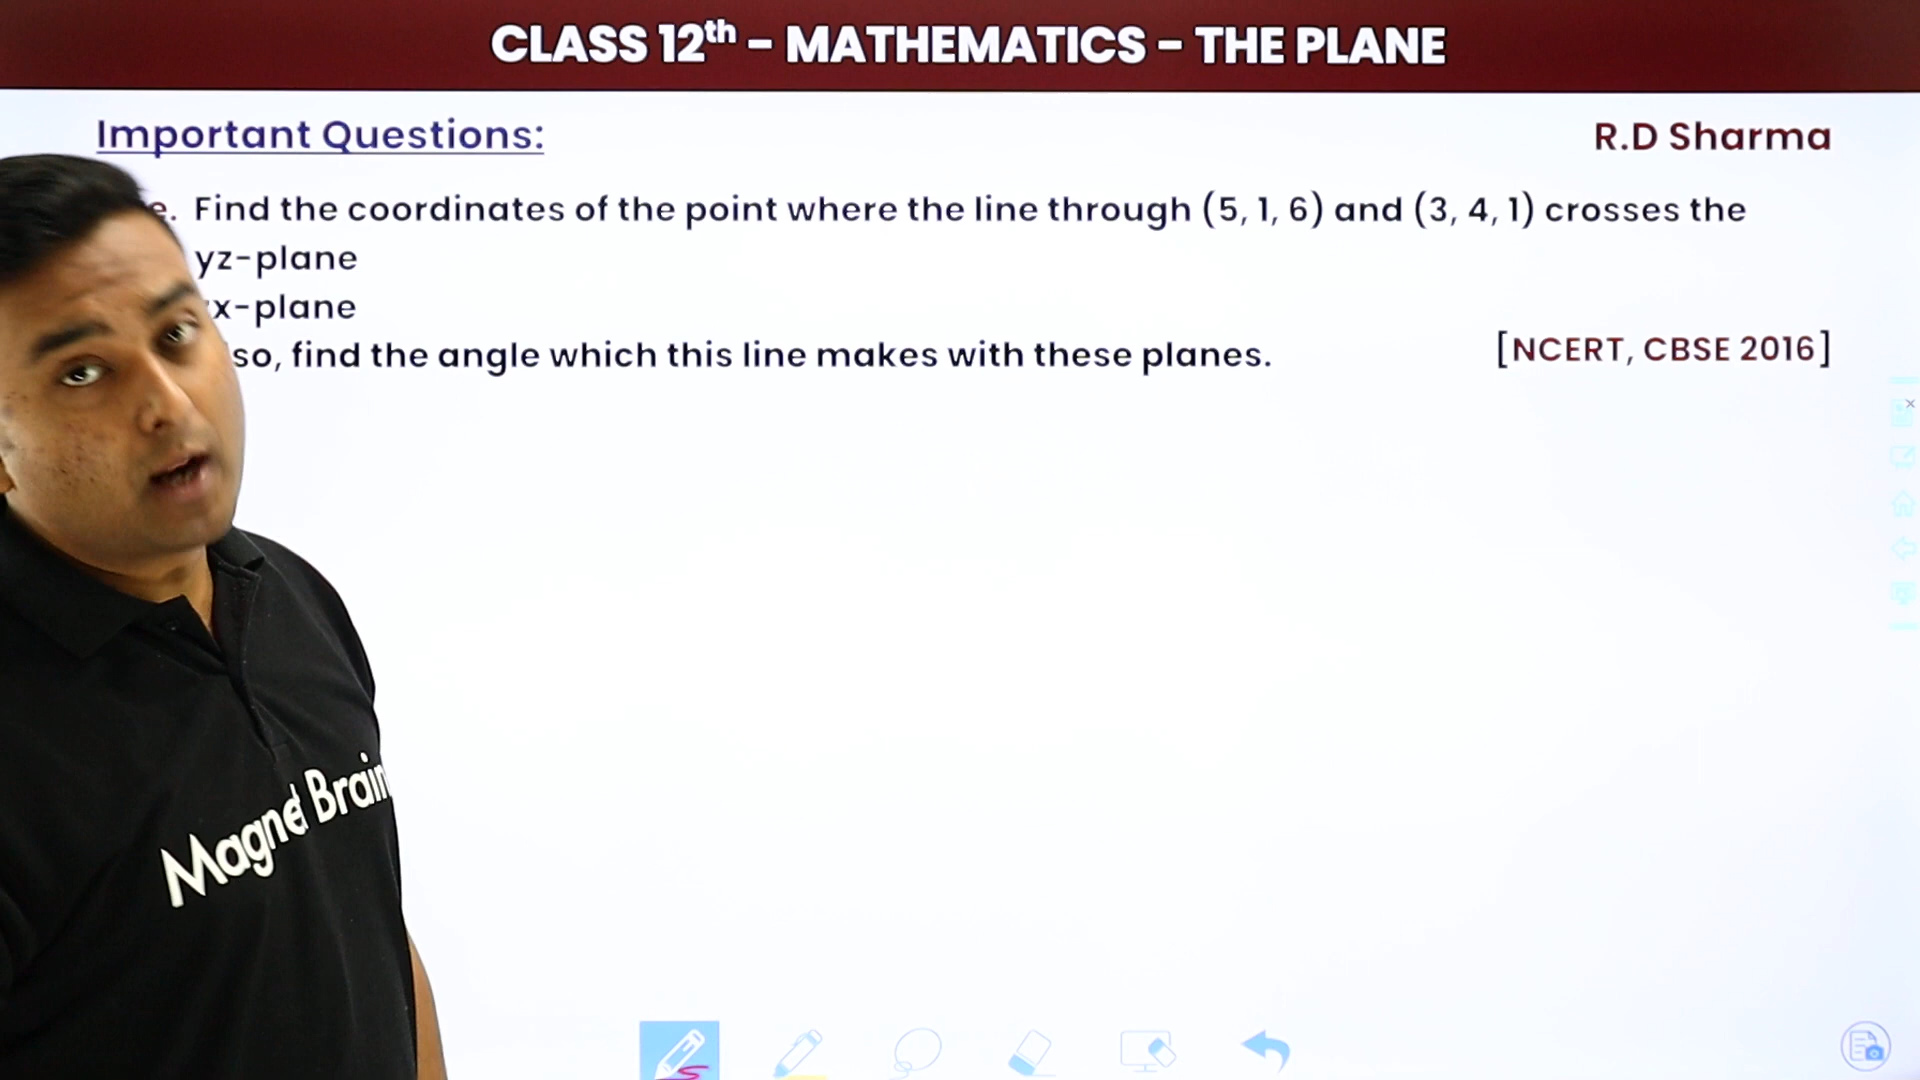 CLASS 12th - MATHEMATICS - THE PLANE
Important Questions:
R.D Sharma
e. Find the coordinates of the point where the line through (5, 1, 6) and (3, 4, 1) crosses the
yz-plane
x-plane
so, find the angle which this line makes with these planes.
[NCERT, CBSE 2016]
Magnet Brain